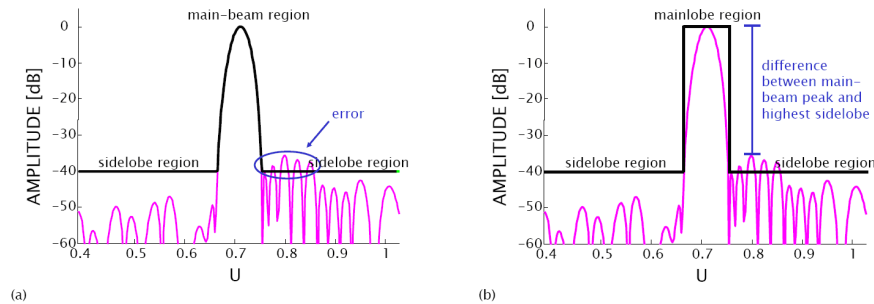 main-beam region
AMPLITUDE [dB]
0
-10
-20
-30
-40
-50
-60
error
sidelobe region
sidelobe region
0.4
0.5
0.6
0.7
0.8
0.9
1
U
(a)
mainlobe region
AMPLITUDE [dB]
0
-10
-20
-30
-40
-50
-60
difference
between main-
beam peak and
highest sidelobe
sidelobe region
sidelobe region
0.4
0.5
0.6
0.7
0.8
0.9
1
U
(b)